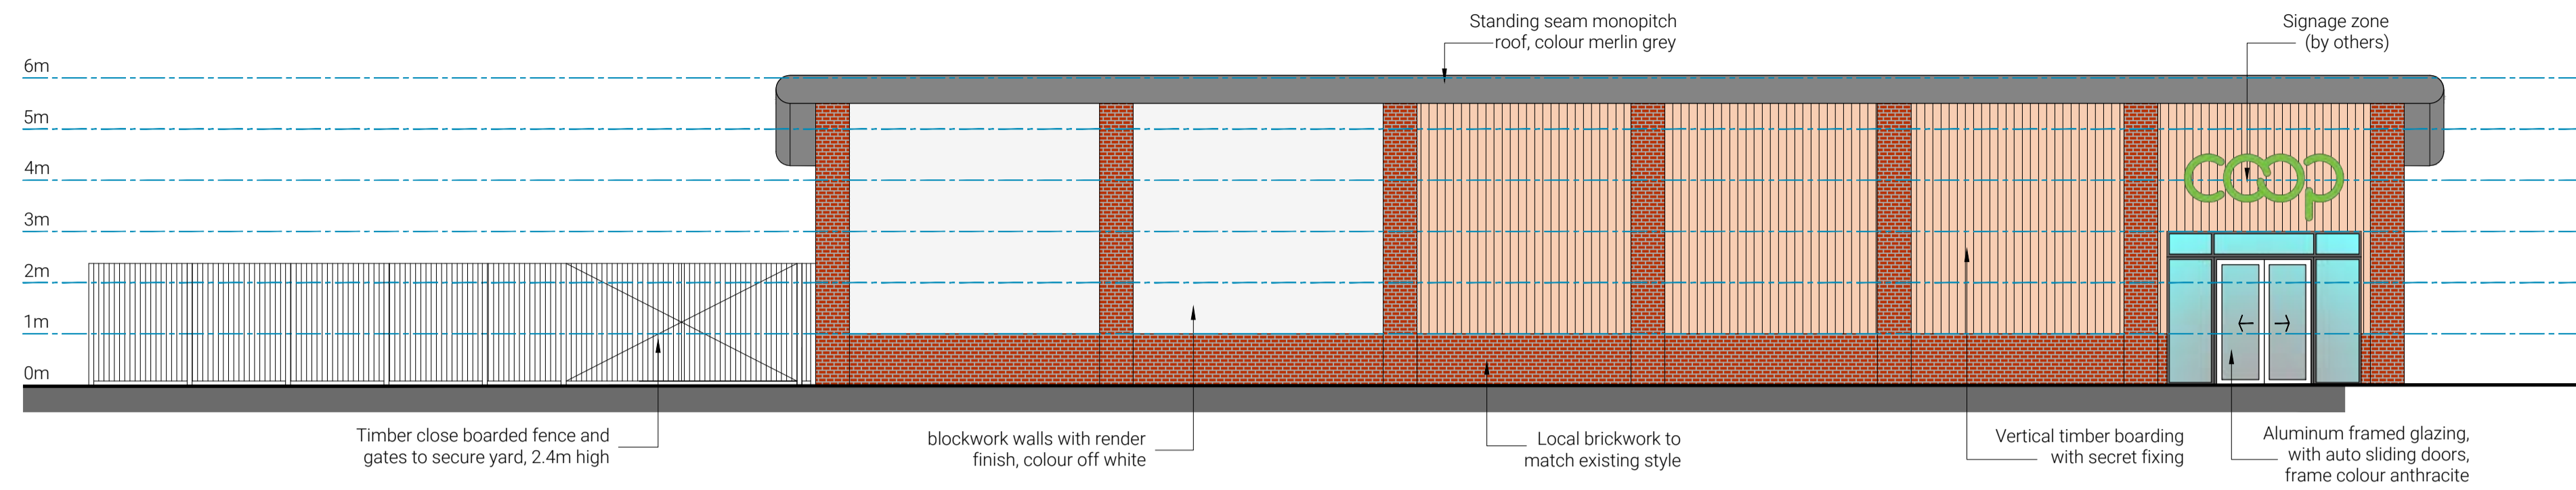 Standing seam monopitch
roof, colour merlin grey
Signage zone
(by others)
6m
5m
4m
3m
2m
1m
0m
coop
Timber close boarded fence and
gates to secure yard, 2.4m high
blockwork walls with render
finish, colour off white
Local brickwork to
match existing style
Vertical timber boarding
with secret fixing
Aluminum framed glazing,
with auto sliding doors,
frame colour anthracite